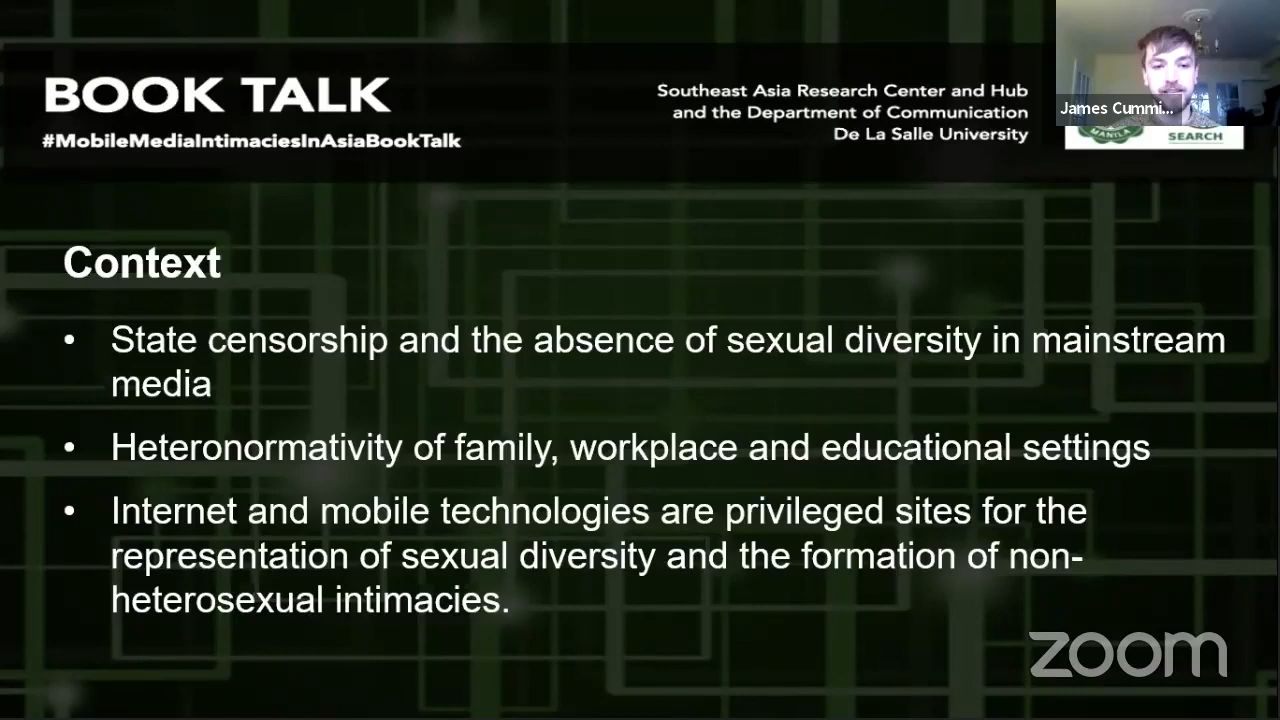 BOOK TALK
#MobileMediaIntimaciesInAsiaBookTalk
Southeast Asia Research Center and Hub
and the Department of Communication
De La Salle University
James Cummi...
MANILA
SEARCH
Context
• State censorship and the absence of sexual diversity in mainstream
media
• Heteronormativity of family, workplace and educational settings
• Internet and mobile technologies are privileged sites for the
representation of sexual diversity and the formation of non-
heterosexual intimacies.
zoom